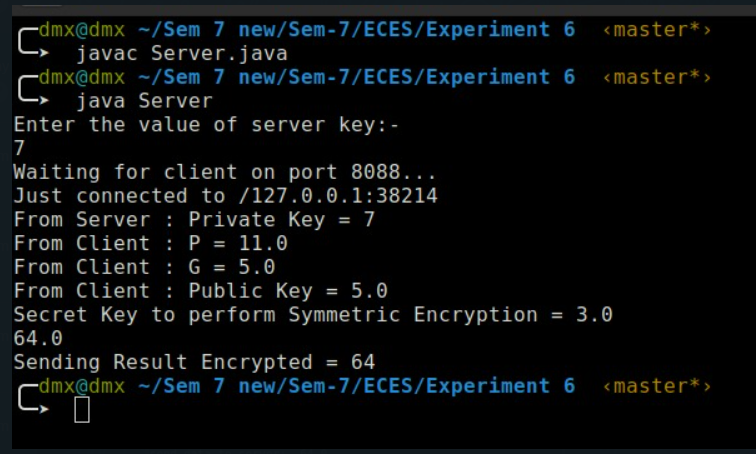 dmx@dmx ~/Sem 7 new/Sem-7/ECES/Experiment 6 ‹master*›
javac Server.java
dmx@dmx ~/Sem 7 new/Sem-7/ECES/Experiment 6 ‹master*›
java Server
Enter the value of server key:-
7
Waiting for client on port 8088...
Just connected to /127.0.0.1:38214
From Server : Private Key = 7
From Client : P = 11.0
From Client : G = 5.0
From Client : Public Key = 5.0
Secret Key to perform Symmetric Encryption = 3.0
64.0
Sending Result Encrypted = 64
dmx@dmx ~/Sem 7 new/Sem-7/ECES/Experiment 6 ‹master*›